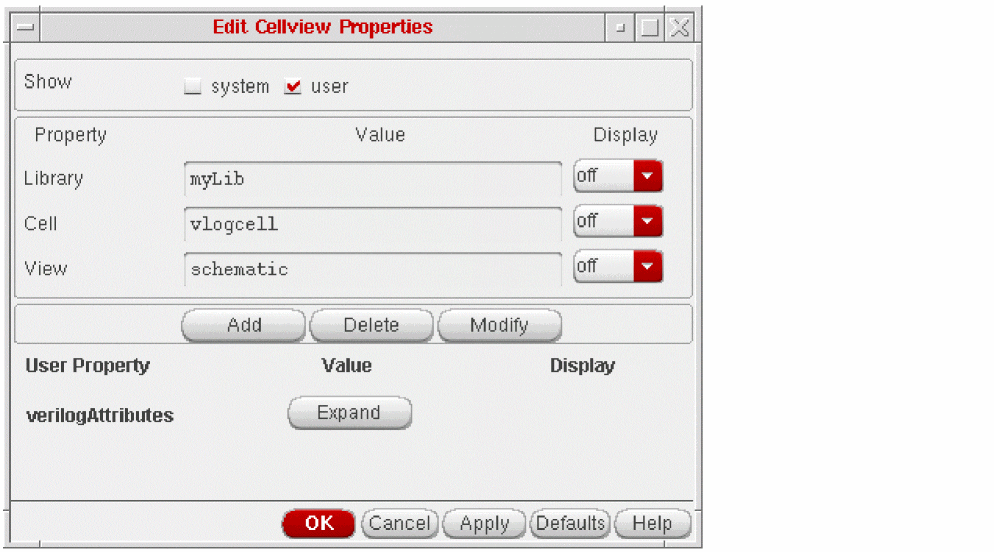 Edit Cellview Properties
Show system user
Property Value Display
Library myLib off
Cell vlogcell off
View schematic off
Add Delete Modify
User Property Value Display
verilogAttributes Expand
OK Cancel Apply Defaults Help